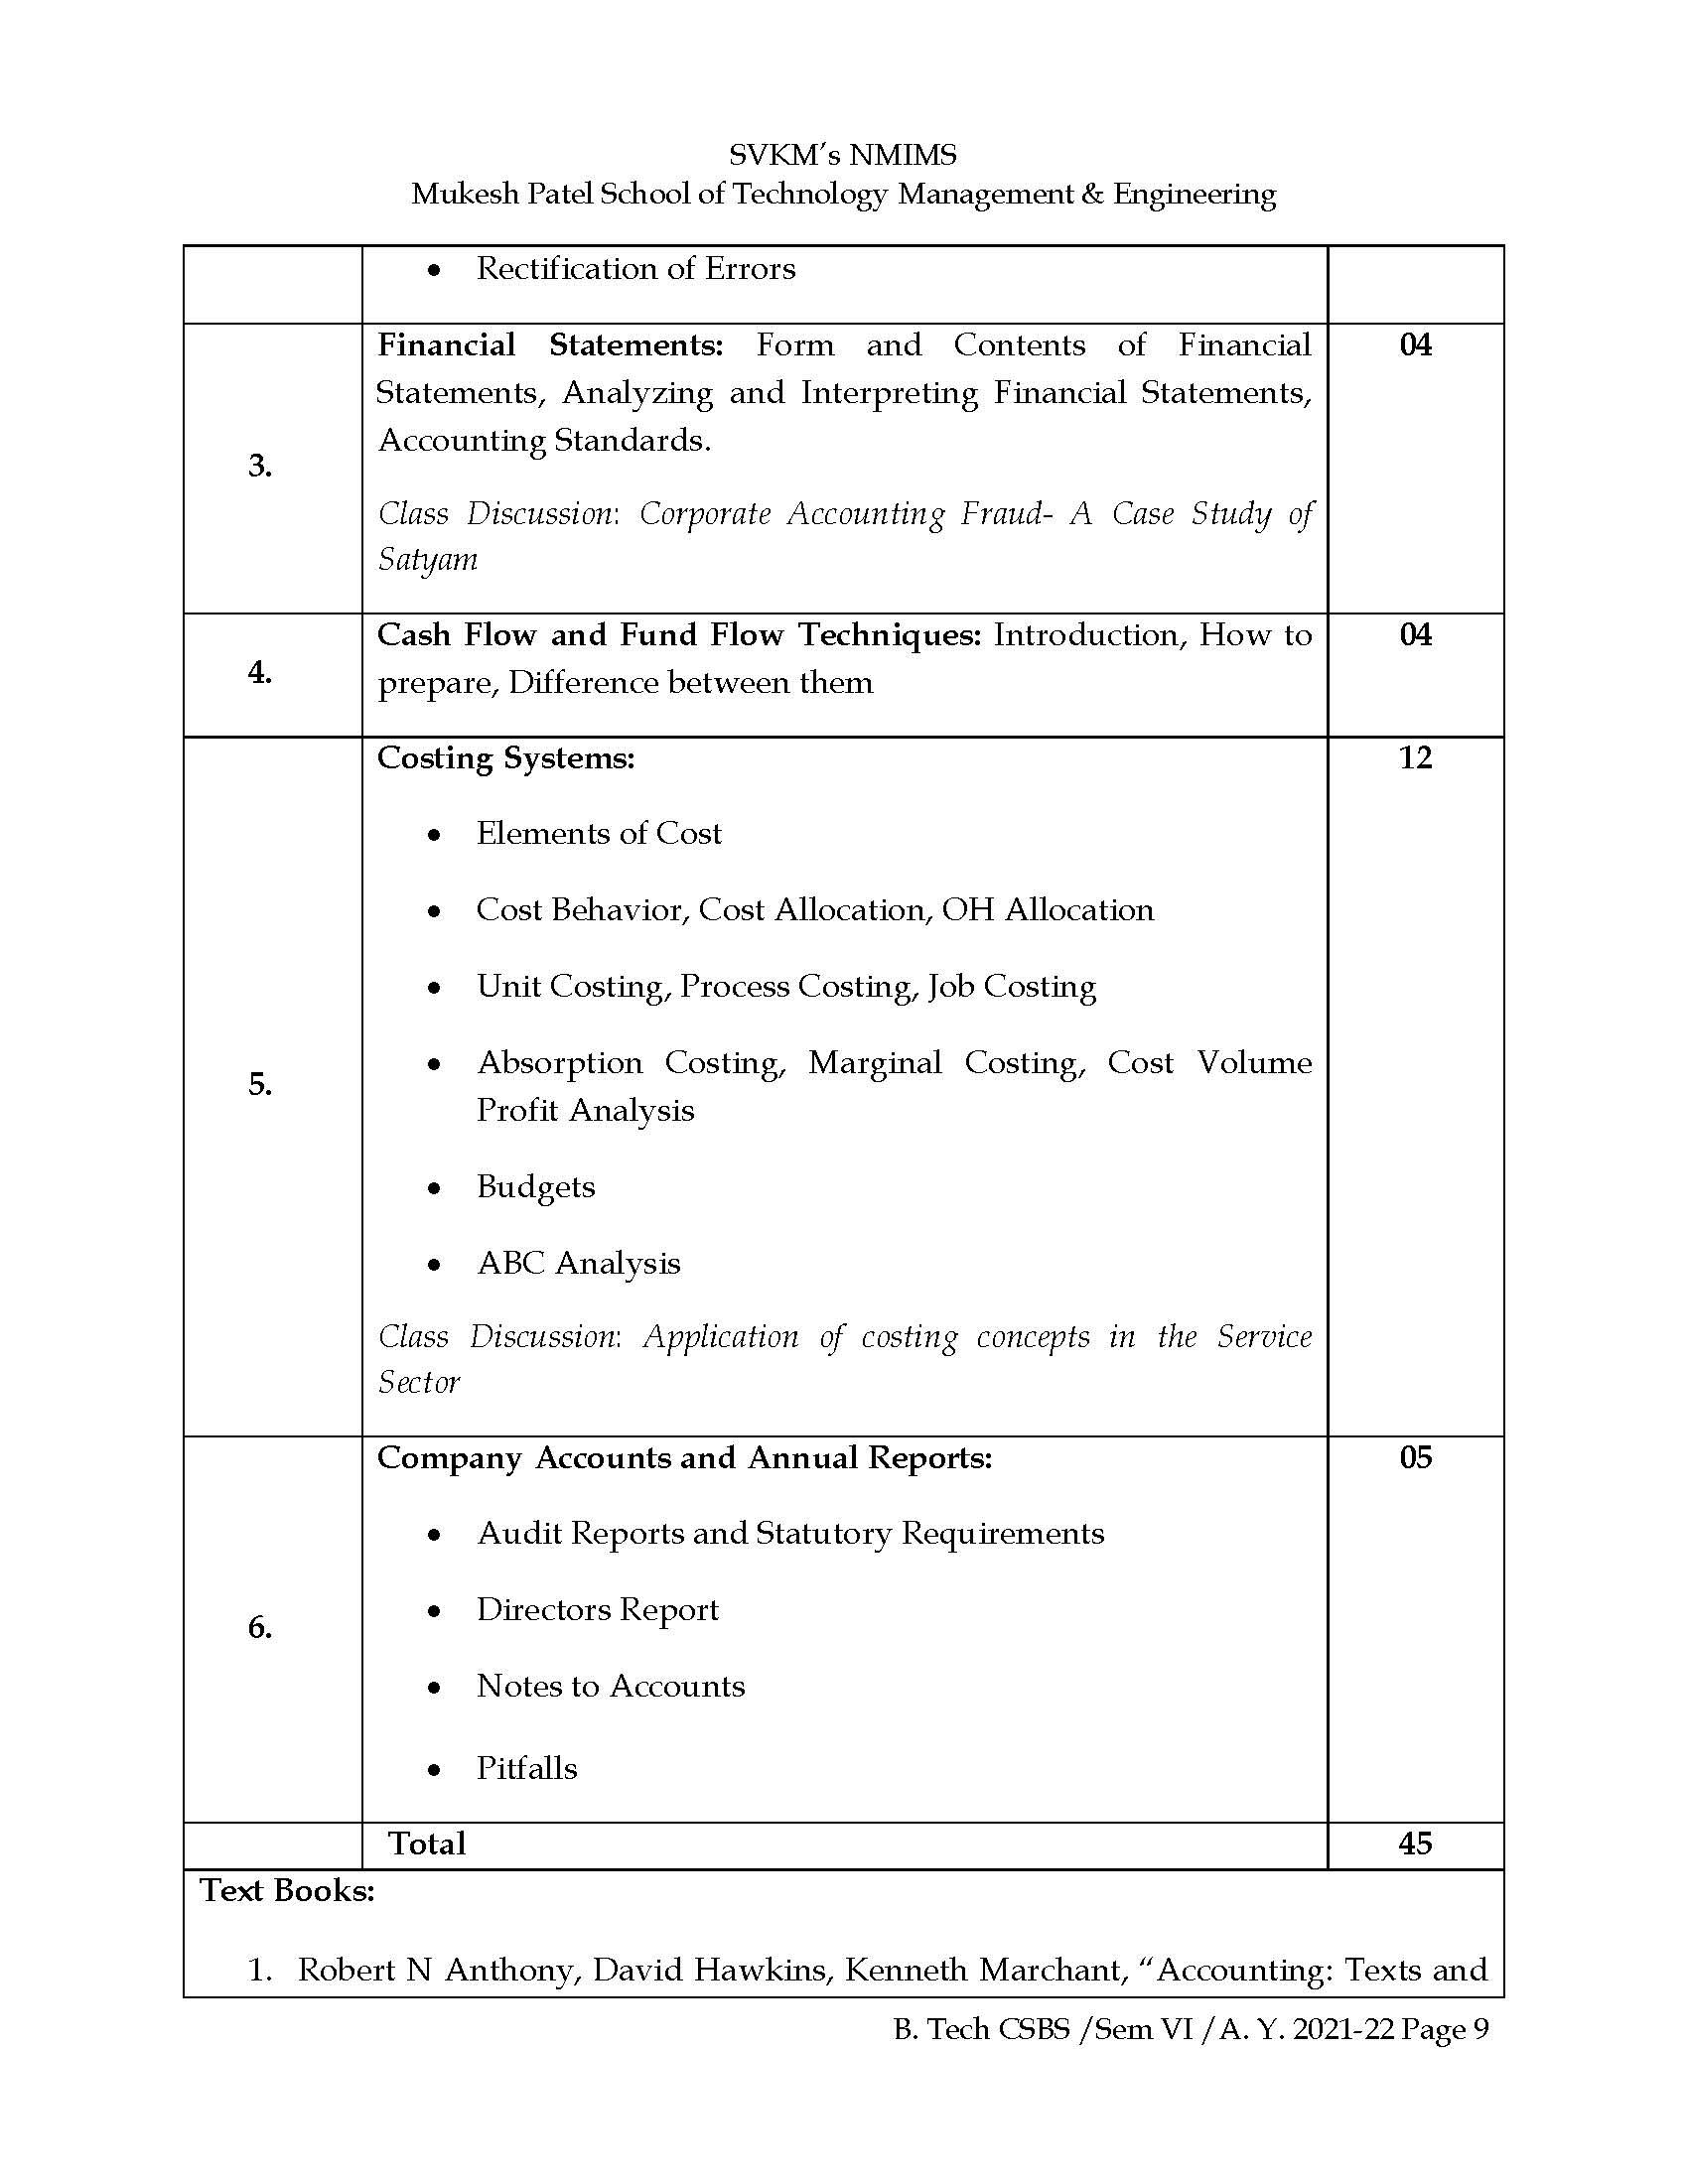 SVKM's NMIMS
Mukesh Patel School of Technology Management & Engineering
• Rectification of Errors
3.
Financial Statements: Form and Contents of Financial
Statements, Analyzing and Interpreting Financial Statements,
Accounting Standards.
Class Discussion: Corporate Accounting Fraud- A Case Study of
Satyam
04
4.
Cash Flow and Fund Flow Techniques: Introduction, How to
prepare, Difference between them
04
5.
Costing Systems:
• Elements of Cost
• Cost Behavior, Cost Allocation, OH Allocation
• Unit Costing, Process Costing, Job Costing
• Absorption Costing, Marginal Costing, Cost Volume
Profit Analysis
• Budgets
• ABC Analysis
Class Discussion: Application of costing concepts in the Service
Sector
12
6.
Company Accounts and Annual Reports:
• Audit Reports and Statutory Requirements
• Directors Report
• Notes to Accounts
• Pitfalls
05
Total 45
Text Books:
1. Robert N Anthony, David Hawkins, Kenneth Marchant, “Accounting: Texts and
B. Tech CSBS /Sem VI /A. Y. 2021-22 Page 9